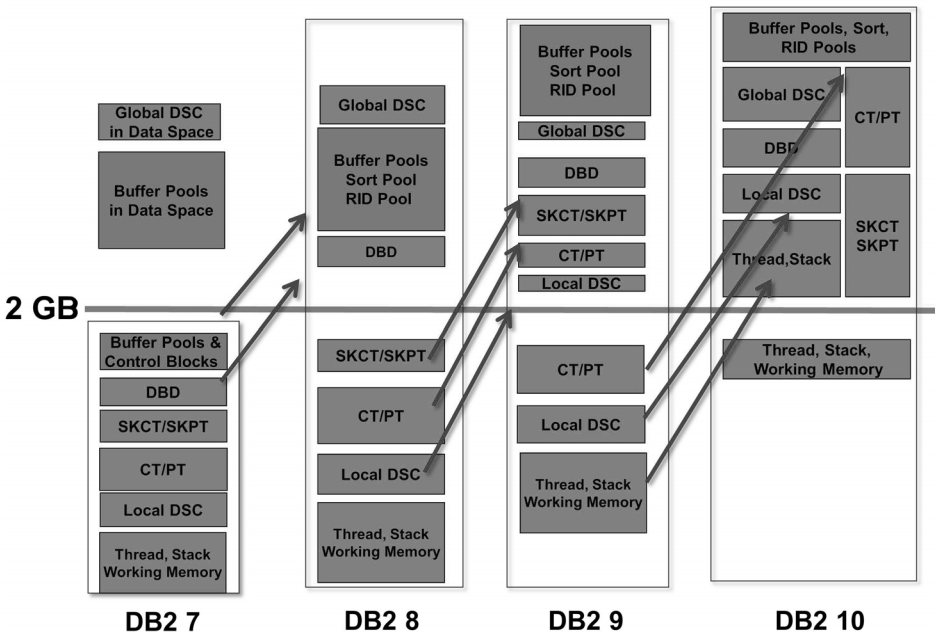 Global DSC
in Data Space
Buffer Pools
in Data Space
2 GB
Buffer Pools &
Control Blocks
DBD
SKCT/SKPT
CT/PT
Local DSC
Thread, Stack
Working Memory
DB2 7
Global DSC
Buffer Pools
Sort Pool
RID Pool
DBD
SKCT/SKPT
CT/PT
Local DSC
Thread, Stack
Working Memory
DB2 8
Buffer Pools
Sort Pool
RID Pool
Global DSC
DBD
SKCT/SKPT
CT/PT
Local DSC
CT/PT
Local DSC
Thread, Stack
Working Memory
DB2 9
Buffer Pools, Sort,
RID Pools
Global DSC
CT/PT
DBD
Local DSC
SKCT
SKPT
Thread,Stack
Thread, Stack,
Working Memory
DB2 10